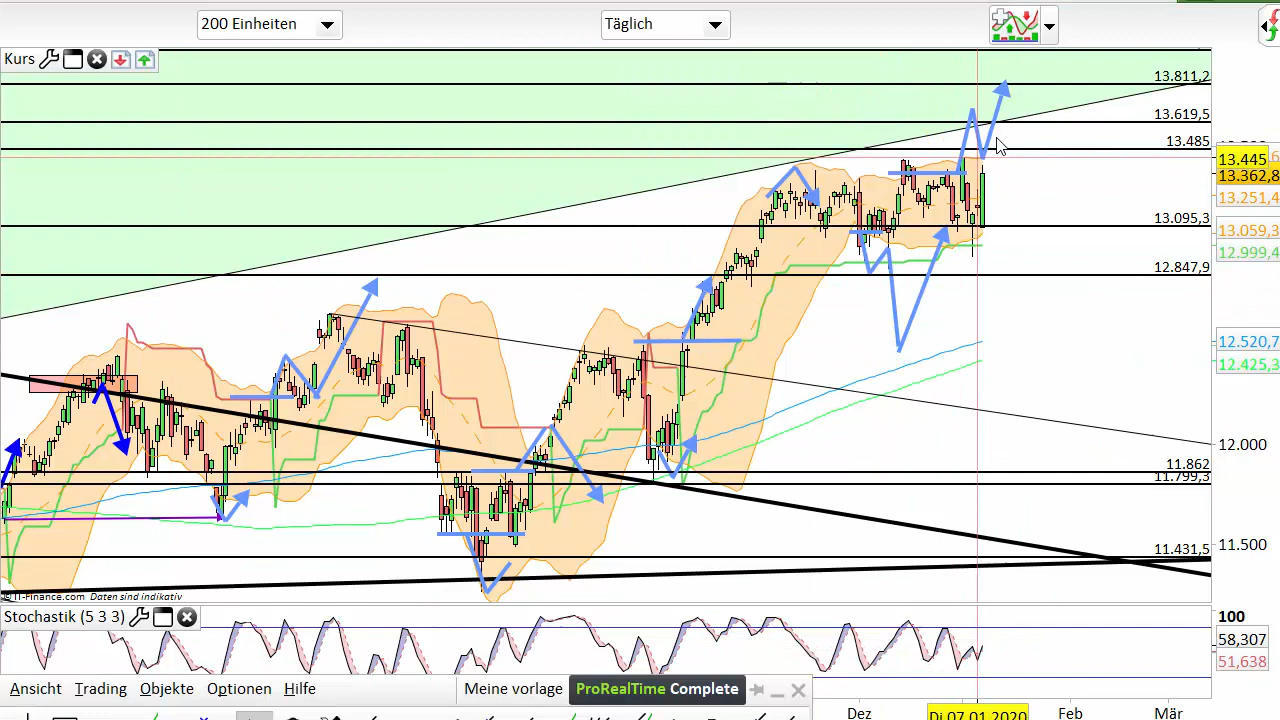 200 Einheiten
Täglich
Kurs
13.811,2
13.619,5
13.485
13.445
13.362,8
13.251,4
13.095,3
13.059,3
12.999,4
12.847,9
12.520,7
12.425,3
12.000
11.862
11.799,3
11.500
11.431,5
© IT-Finance.com Daten sind indikativ
Stochastik (5 3 3)
100
58,307
51,638
Ansicht Trading Objekte Optionen Hilfe Meine vorlage ProRealTime Complete
Dez Di 07.01.2020 Feb Mär